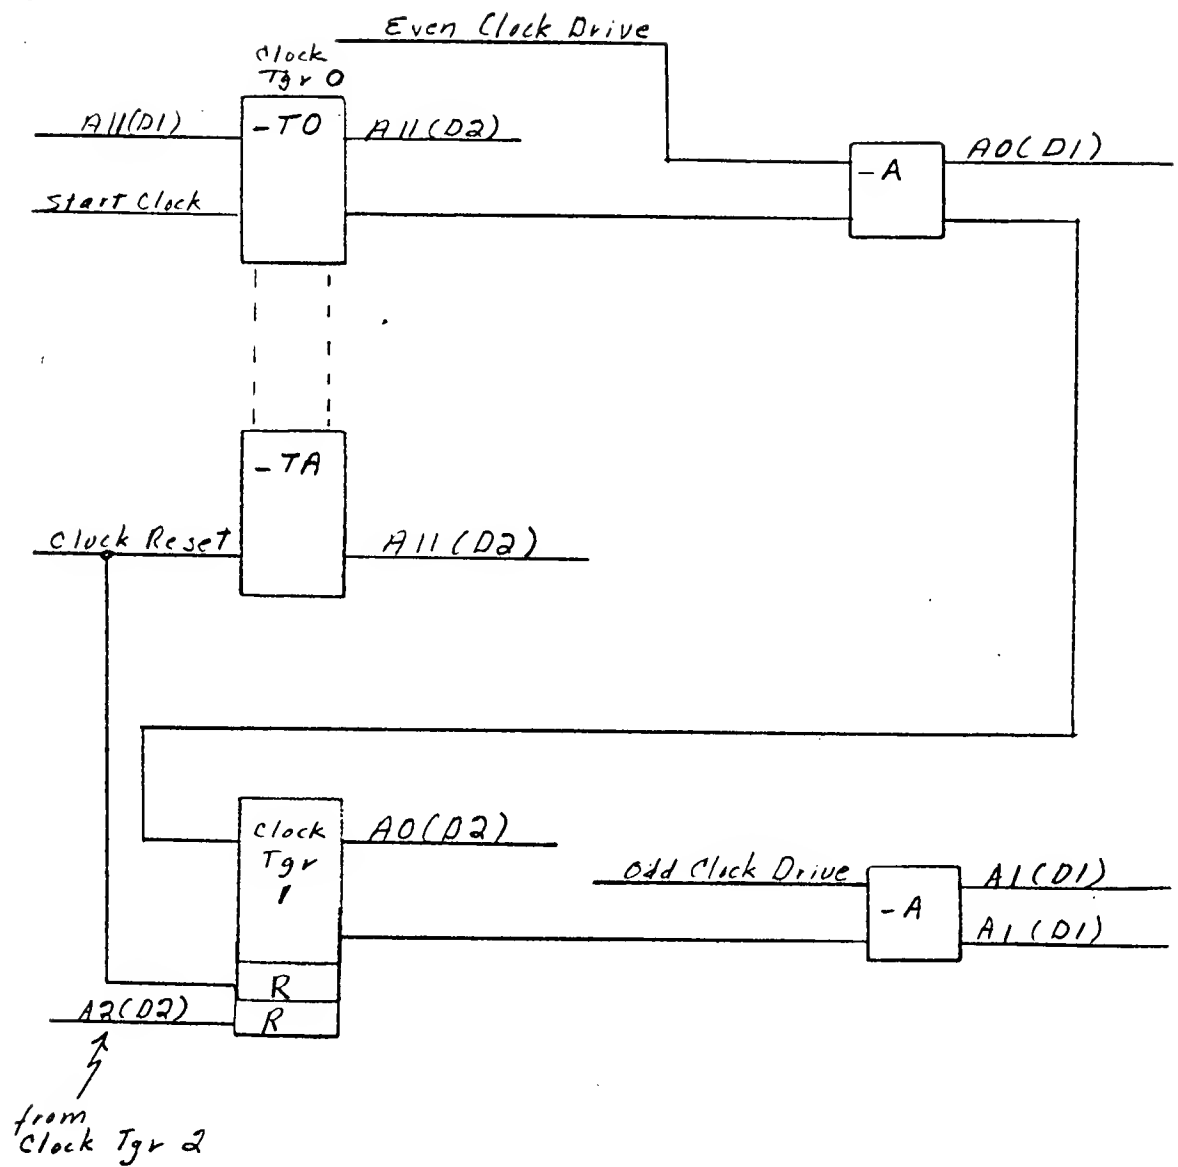 Even Clock Drive
Clock
Tgr 0
A11(D1)
-TO
A11(D2)
-A
A0(D1)
Start Clock
-TA
Clock Reset
A11(D2)
Clock
Tgr
1
A0(D2)
Odd Clock Drive
-A
A1(D1)
A1(D1)
R
A2(D2)
R
from
Clock Tgr 2